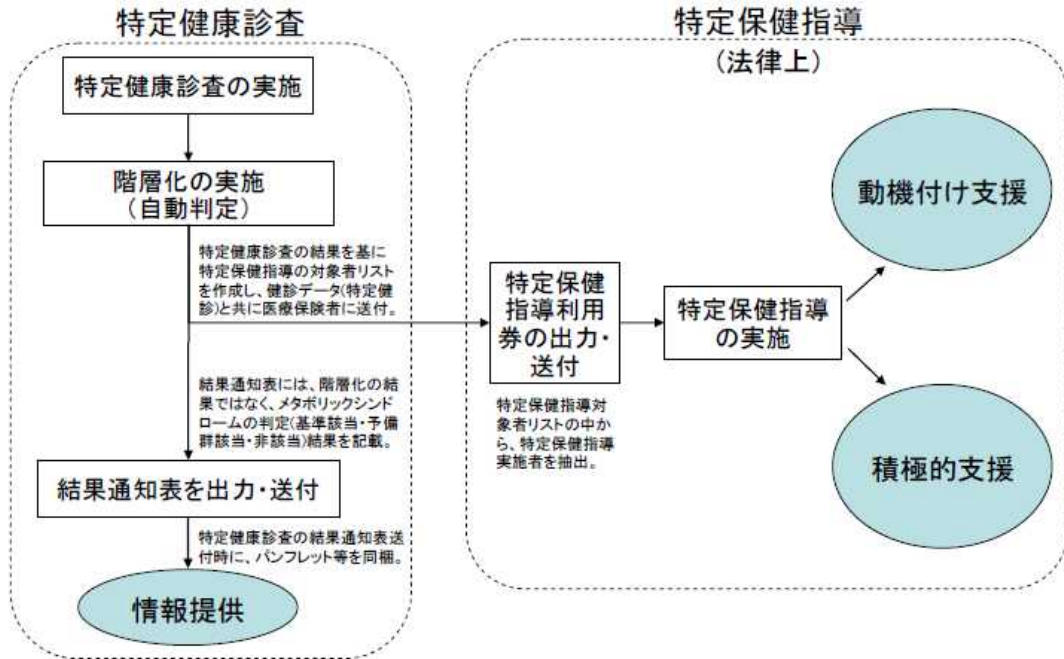 特定健康診査
特定健康診査の実施
階層化の実施
(自動判定)
特定健康診査の結果を基に
特定保健指導の対象者リスト
を作成し、健診データ(特定健
診)と共に医療保険者に送付。
結果通知表には、階層化の結
果ではなく、メタボリックシンド
ロームの判定(基準該当・予備
群該当・非該当)結果を記載。
結果通知表を出力・送付
特定健康診査の結果通知表送
付時に、パンフレット等を同梱。
情報提供
特定保健指導
(法律上)
特定保健
指導利用
券の出力・
送付
特定保健指導対
象者リストの中か
ら、特定保健指導
実施者を抽出。
特定保健指導
の実施
動機付け支援
積極的支援